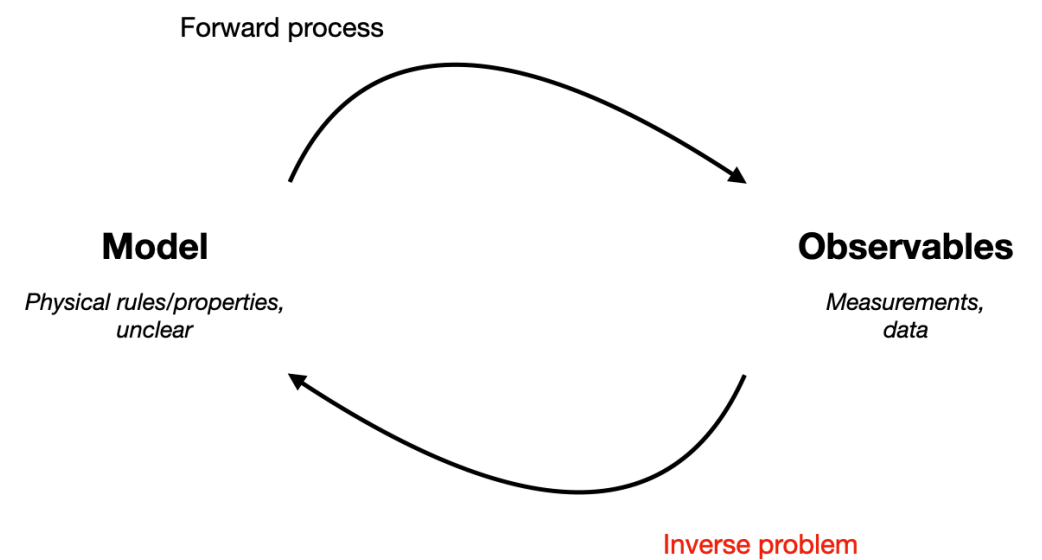 Forward process
Model
Observables
Physical rules/properties,
unclear
Measurements,
data
Inverse problem